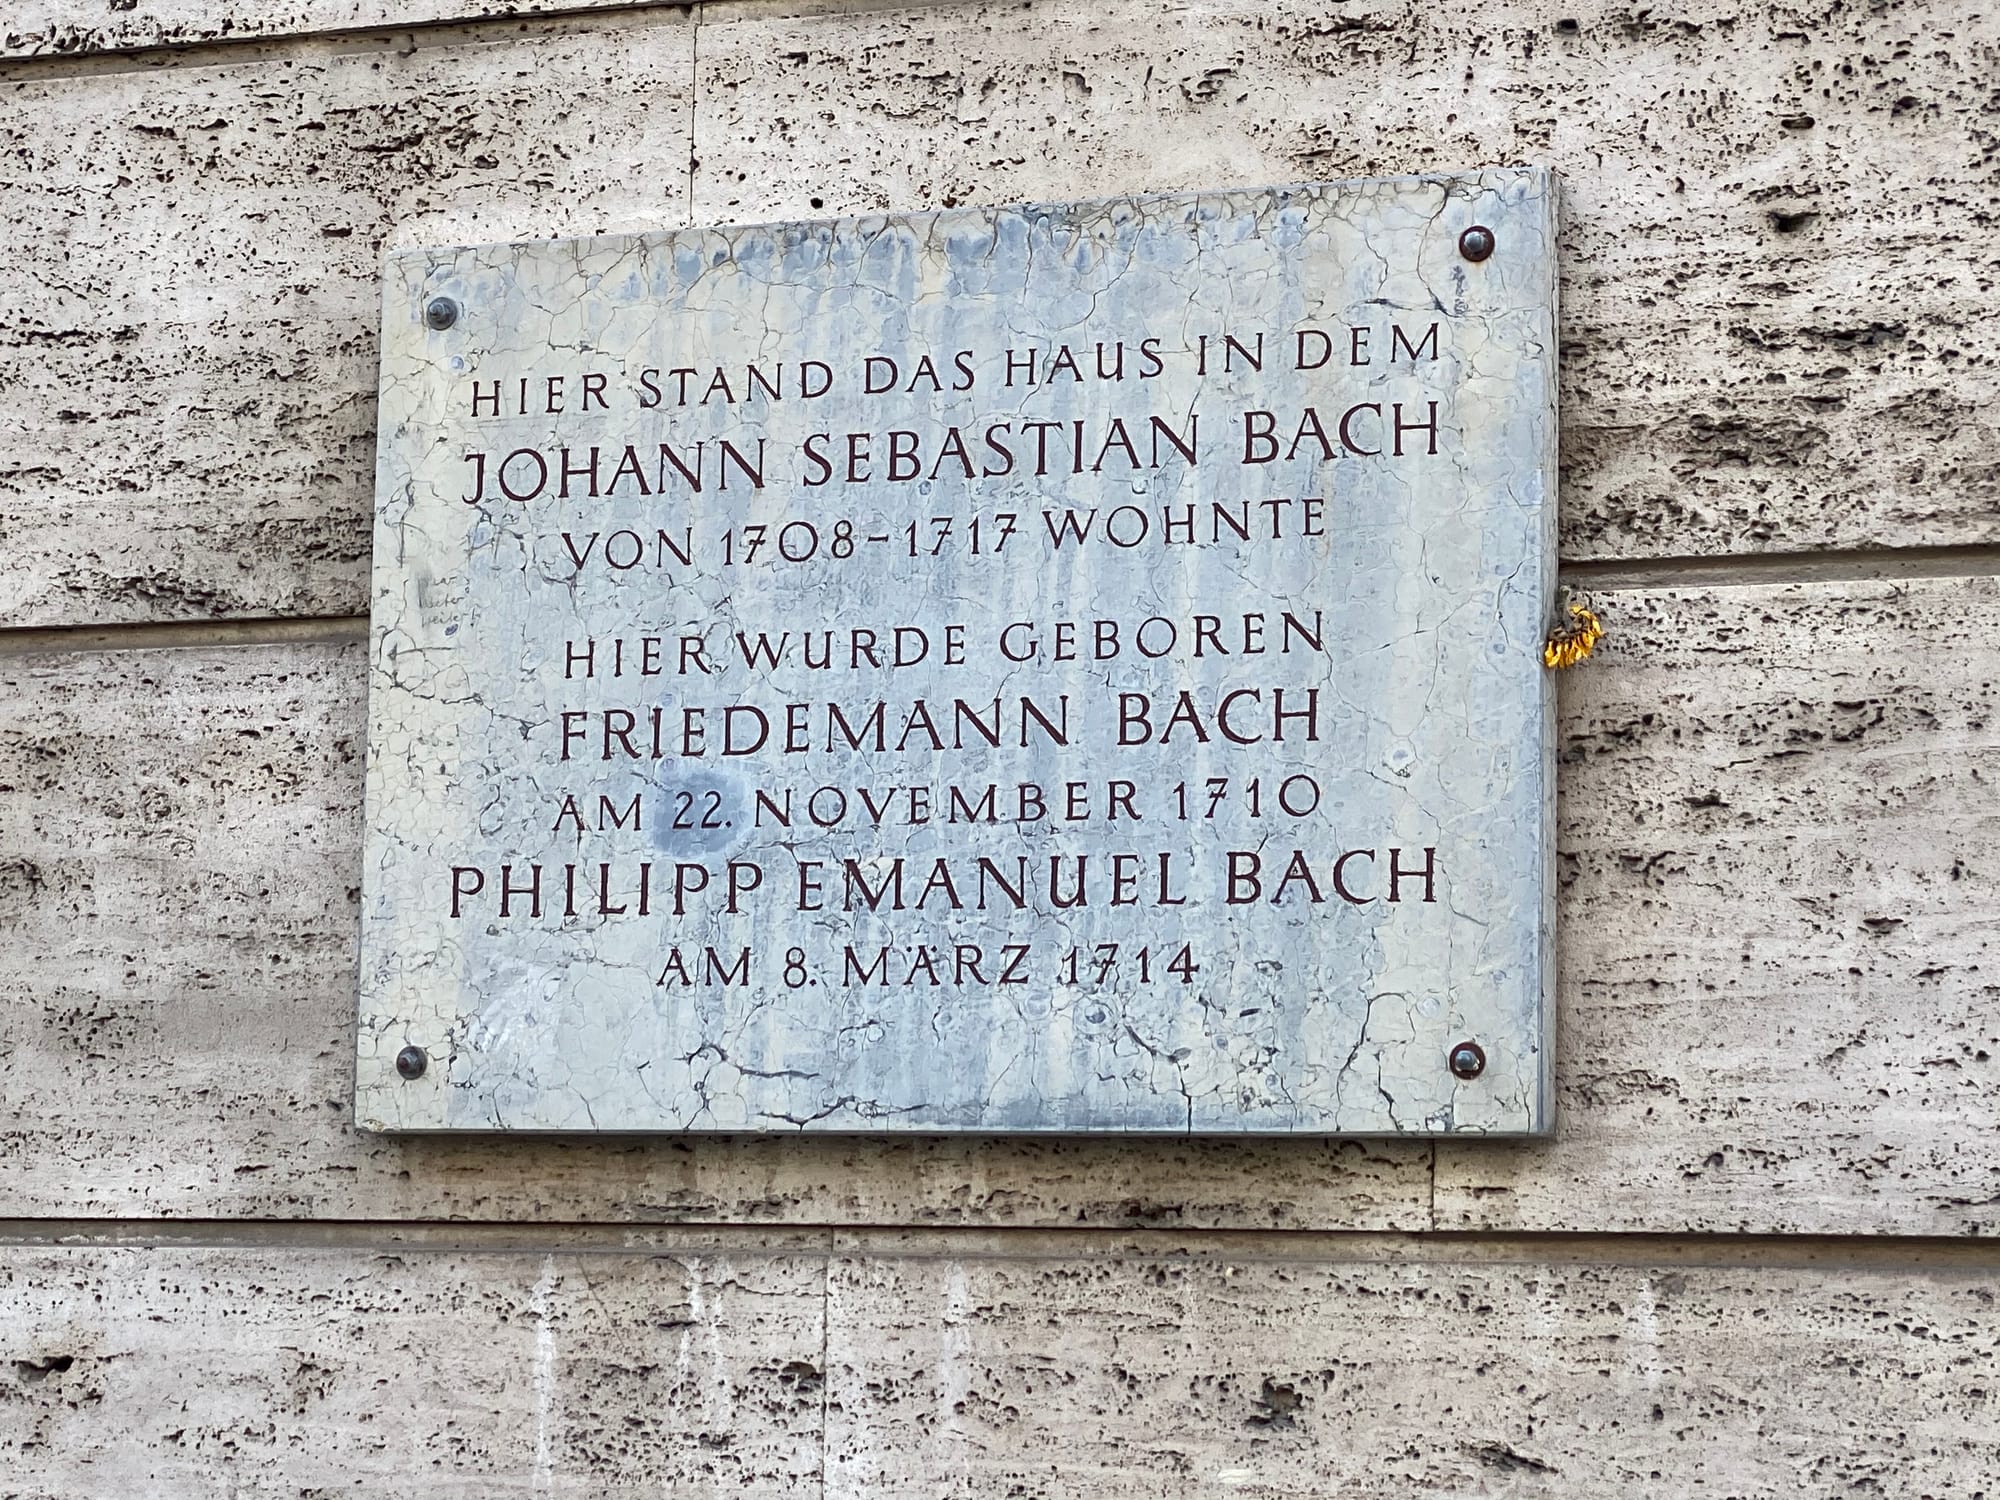 HIER STAND DAS HAUS IN DEM
JOHANN SEBASTIAN BACH
VON 1708-1717 WOHNTE
HIER WURDE GEBOREN
FRIEDEMANN BACH
AM 22. NOVEMBER 1710
PHILIPP EMANUEL BACH
AM 8. MÄRZ 1714